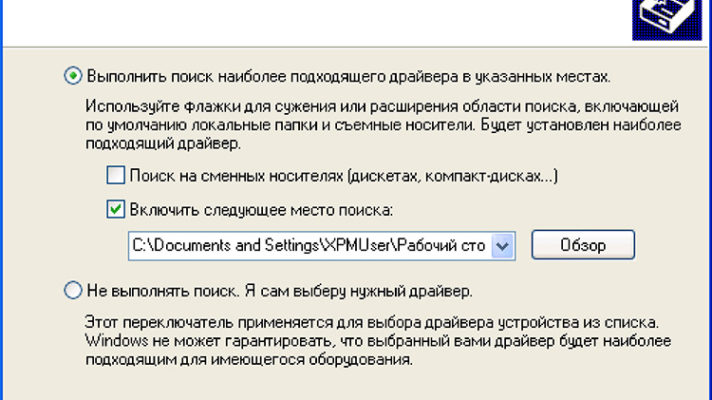 Выполнить поиск наиболее подходящего драйвера в указанных местах.
Используйте флажки для сужения или расширения области поиска, включающей
по умолчанию локальные папки и съемные носители. Будет установлен наиболее
подходящий драйвер.
Поиск на сменных носителях (дискетах, компакт-дисках...)
Включить следующее место поиска:
C:\Documents and Settings\XPMUser\Рабочий сто
Обзор
Не выполнять поиск. Я сам выберу нужный драйвер.
Этот переключатель применяется для выбора драйвера устройства из списка.
Windows не может гарантировать, что выбранный вами драйвер будет наиболее
подходящим для имеющегося оборудования.